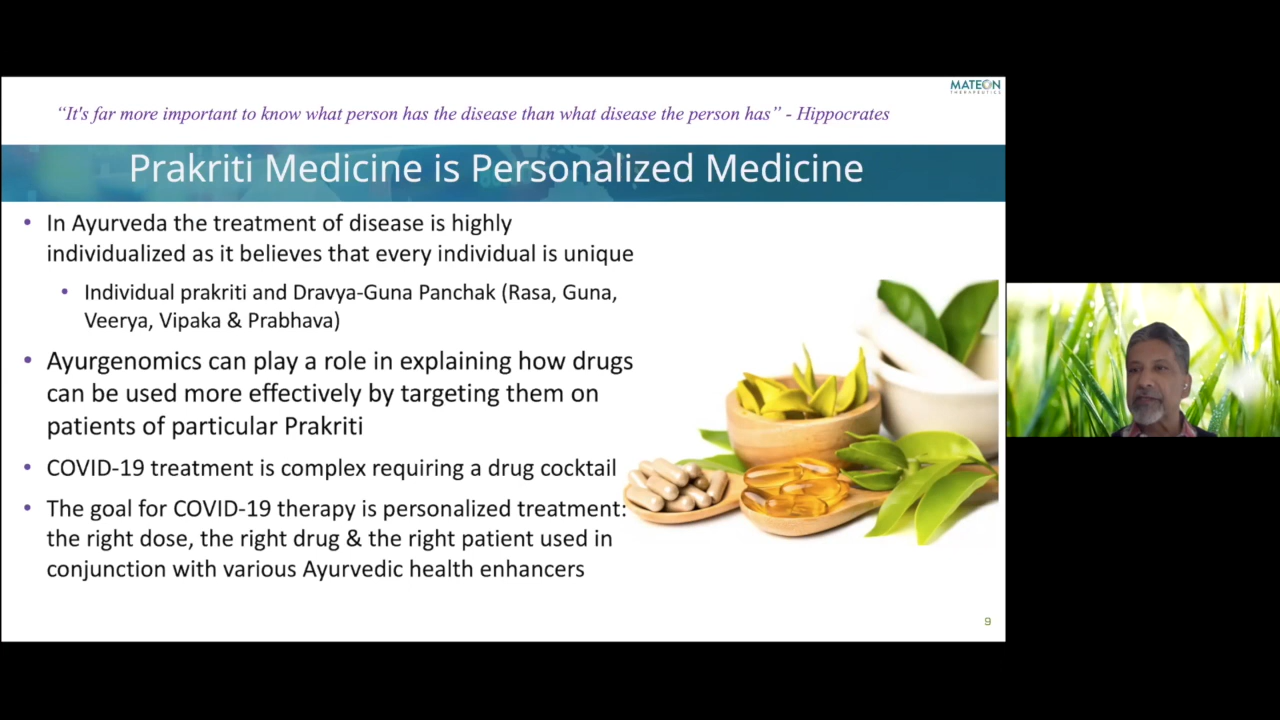 MATEON
THERAPEUTICS
“It's far more important to know what person has the disease than what disease the person has” - Hippocrates
Prakriti Medicine is Personalized Medicine
• In Ayurveda the treatment of disease is highly
individualized as it believes that every individual is unique
• Individual prakriti and Dravya-Guna Panchak (Rasa, Guna,
Veerya, Vipaka & Prabhava)
• Ayurgenomics can play a role in explaining how drugs
can be used more effectively by targeting them on
patients of particular Prakriti
• COVID-19 treatment is complex requiring a drug cocktail
• The goal for COVID-19 therapy is personalized treatment:
the right dose, the right drug & the right patient used in
conjunction with various Ayurvedic health enhancers
9